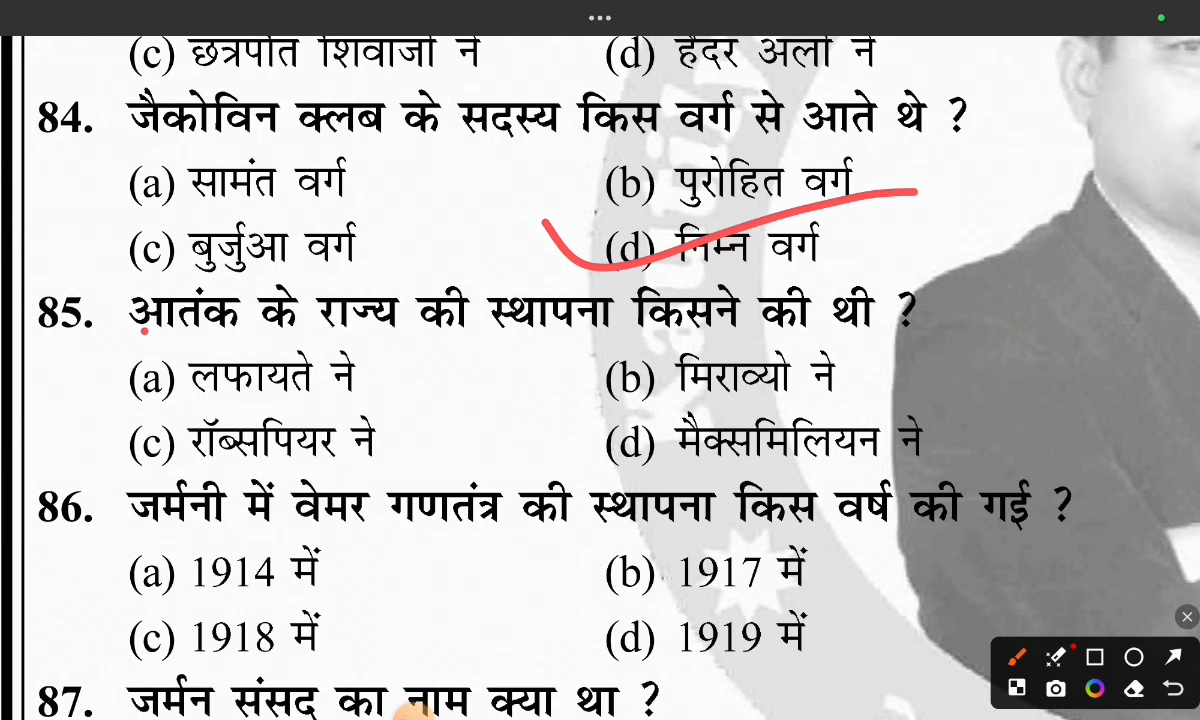 (c) छत्रपति शिवाजी ने (d) हैदर अली ने
84. जैकोविन क्लब के सदस्य किस वर्ग से आते थे ?
(a) सामंत वर्ग (b) पुरोहित वर्ग
(c) बुर्जुआ वर्ग (d) निम्न वर्ग
85. आतंक के राज्य की स्थापना किसने की थी ?
(a) लफायते ने (b) मिराव्यो ने
(c) रॉब्सपियर ने (d) मैक्समिलियन ने
86. जर्मनी में वेमर गणतंत्र की स्थापना किस वर्ष की गई ?
(a) 1914 में (b) 1917 में
(c) 1918 में (d) 1919 में
87. जर्मन संसद का नाम क्या था ?